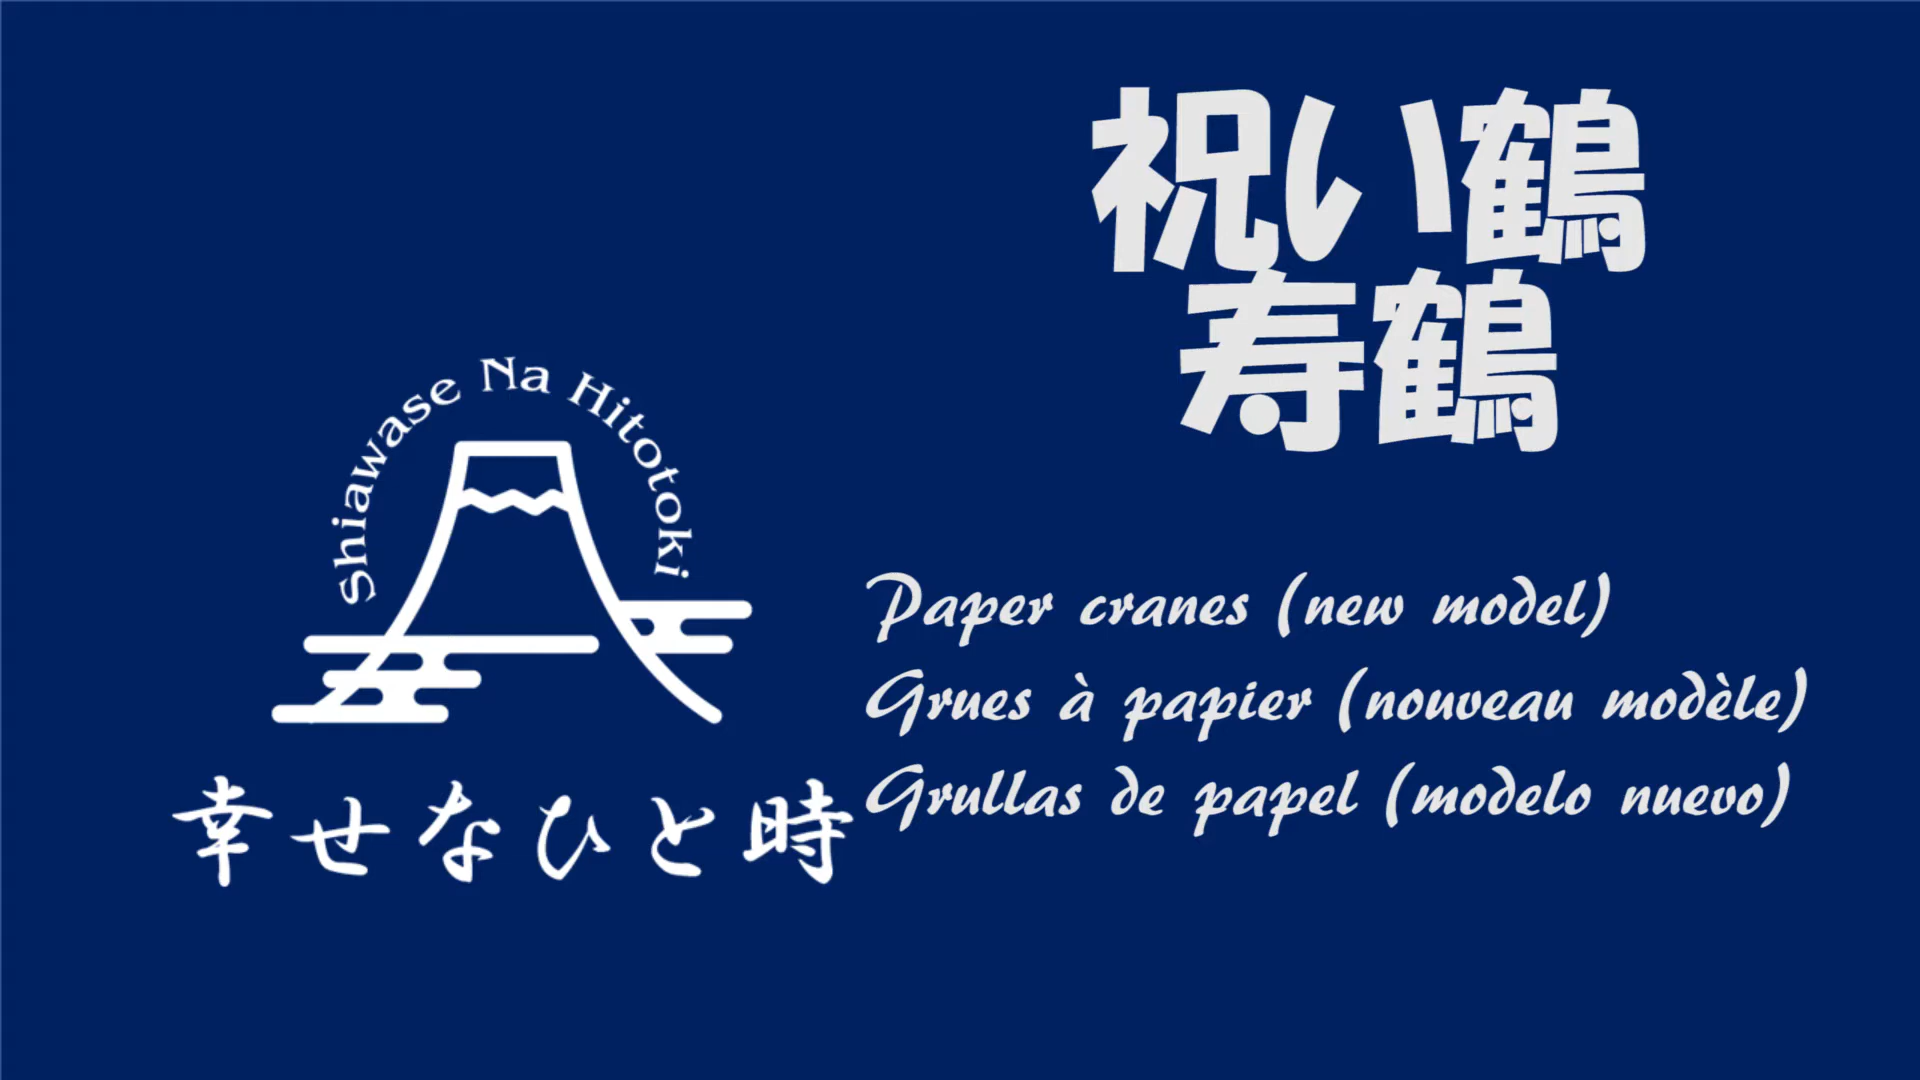 祝い鶴
寿鶴
Shiawase Na Hitotoki
幸せなひと時
Paper cranes (new model)
Grues à papier (nouveau modèle)
Grullas de papel (modelo nuevo)